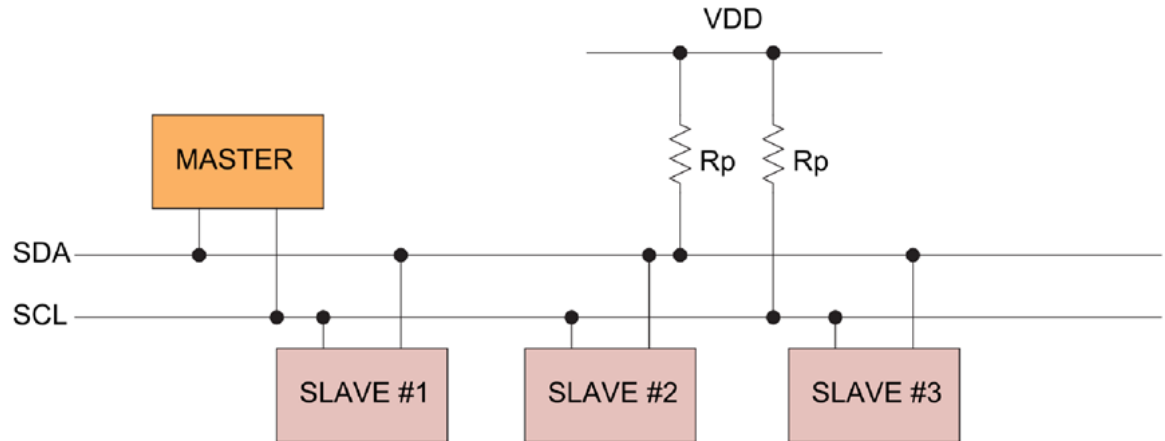 VDD
MASTER
Rp
Rp
SDA
SCL
SLAVE #1
SLAVE #2
SLAVE #3